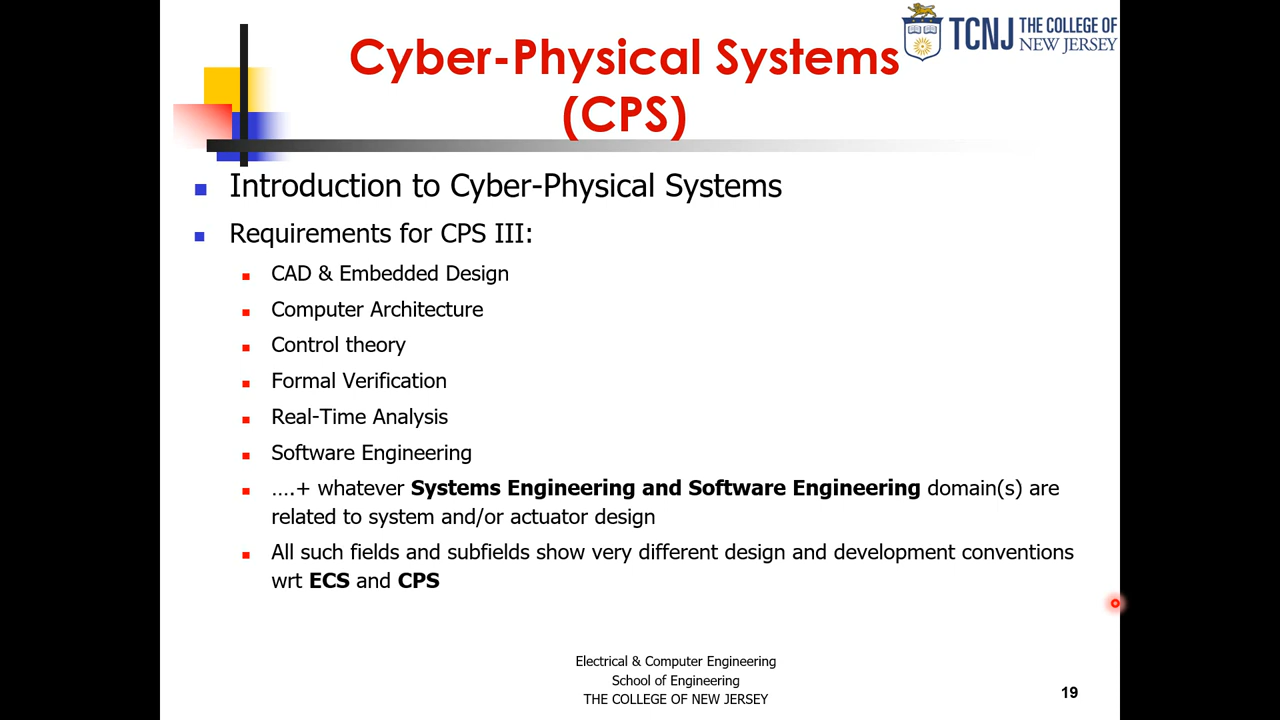 TCNJ THE COLLEGE OF
NEW JERSEY
Cyber-Physical Systems
(CPS)
Introduction to Cyber-Physical Systems
Requirements for CPS III:
CAD & Embedded Design
Computer Architecture
Control theory
Formal Verification
Real-Time Analysis
Software Engineering
….+ whatever Systems Engineering and Software Engineering domain(s) are
related to system and/or actuator design
All such fields and subfields show very different design and development conventions
wrt ECS and CPS
Electrical & Computer Engineering
School of Engineering
THE COLLEGE OF NEW JERSEY
19